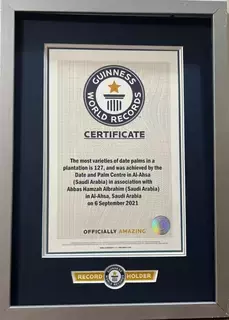 GUINNESS
WORLD RECORDS
CERTIFICATE
The most varieties of date palms in a
plantation is 127, and was achieved by the
Date and Palm Centre in Al-Ahsa
(Saudi Arabia) in association with
Abbas Hamzah Albrahim (Saudi Arabia)
in Al-Ahsa, Saudi Arabia
on 6 September 2021
OFFICIALLY AMAZING
RECORD HOLDER